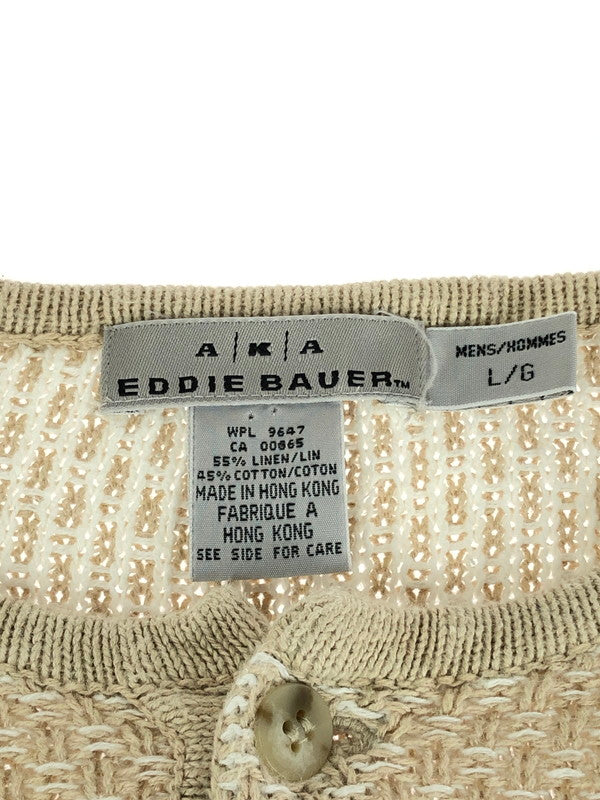 A|K|A
EDDIE BAUER™
MENS/HOMMES
L/G
WPL 9647
CA 00665
55% LINEN/LIN
45% COTTON/COTON
MADE IN HONG KONG
FABRIQUE A
HONG KONG
SEE SIDE FOR CARE